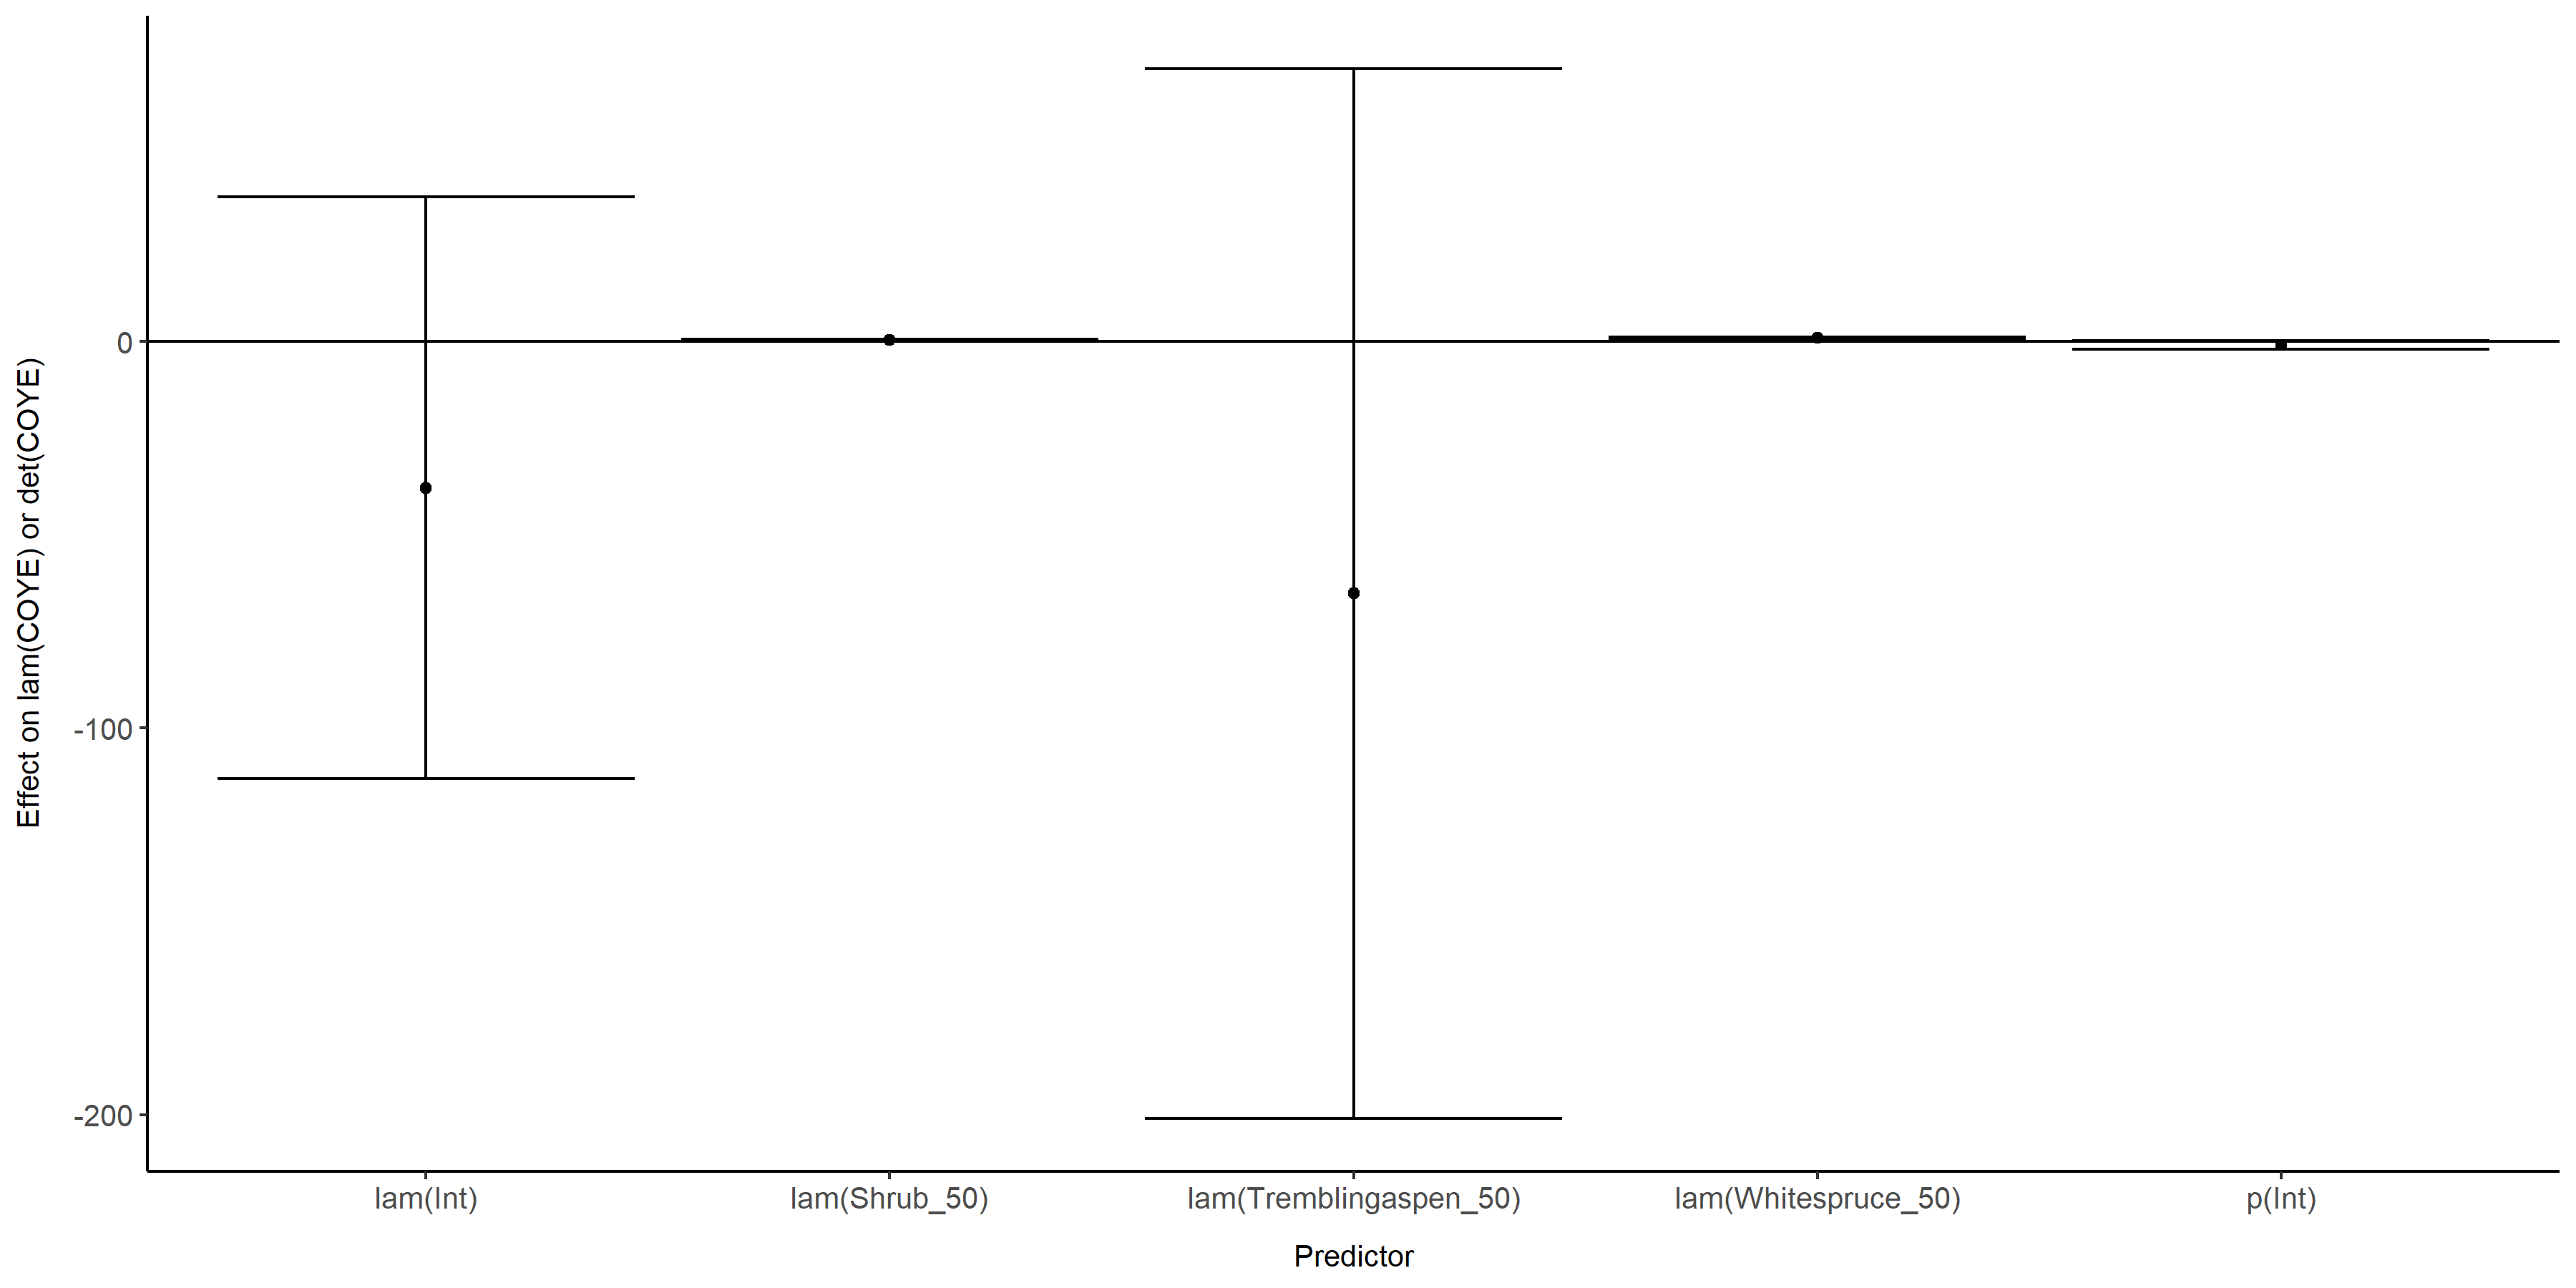 Effect on lam(COYE) or det(COYE)
0
-100
-200
lam(Int)
lam(Shrub_50)
lam(Tremblingaspen_50)
lam(Whitespruce_50)
p(Int)
Predictor